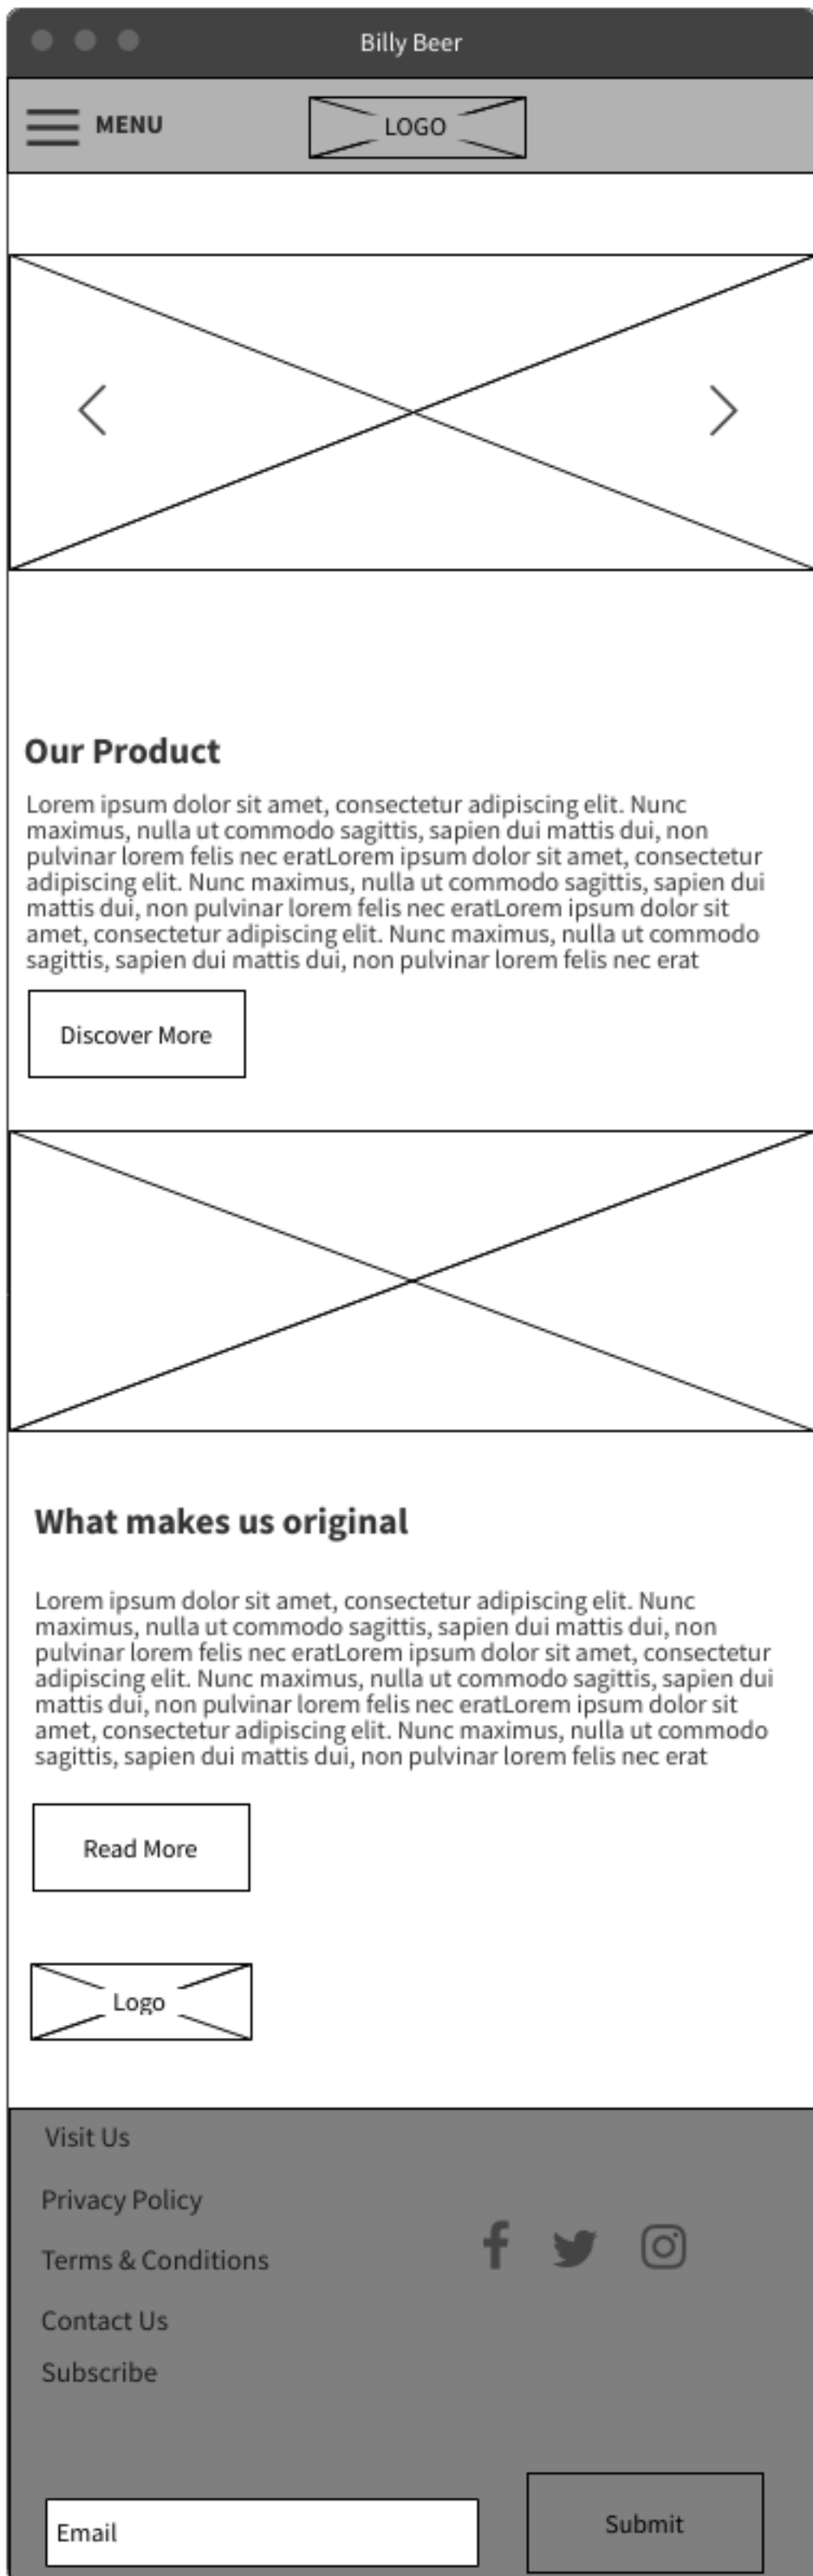 Billy Beer
MENU
LOGO
Our Product
Lorem ipsum dolor sit amet, consectetur adipiscing elit. Nunc
maximus, nulla ut commodo sagittis, sapien dui mattis dui, non
pulvinar lorem felis nec eratLorem ipsum dolor sit amet, consectetur
adipiscing elit. Nunc maximus, nulla ut commodo sagittis, sapien dui
mattis dui, non pulvinar lorem felis nec eratLorem ipsum dolor sit
amet, consectetur adipiscing elit. Nunc maximus, nulla ut commodo
sagittis, sapien dui mattis dui, non pulvinar lorem felis nec erat
Discover More
What makes us original
Lorem ipsum dolor sit amet, consectetur adipiscing elit. Nunc
maximus, nulla ut commodo sagittis, sapien dui mattis dui, non
pulvinar lorem felis nec eratLorem ipsum dolor sit amet, consectetur
adipiscing elit. Nunc maximus, nulla ut commodo sagittis, sapien dui
mattis dui, non pulvinar lorem felis nec eratLorem ipsum dolor sit
amet, consectetur adipiscing elit. Nunc maximus, nulla ut commodo
sagittis, sapien dui mattis dui, non pulvinar lorem felis nec erat
Read More
Logo
Visit Us
Privacy Policy
Terms & Conditions
Contact Us
Subscribe
Email
Submit